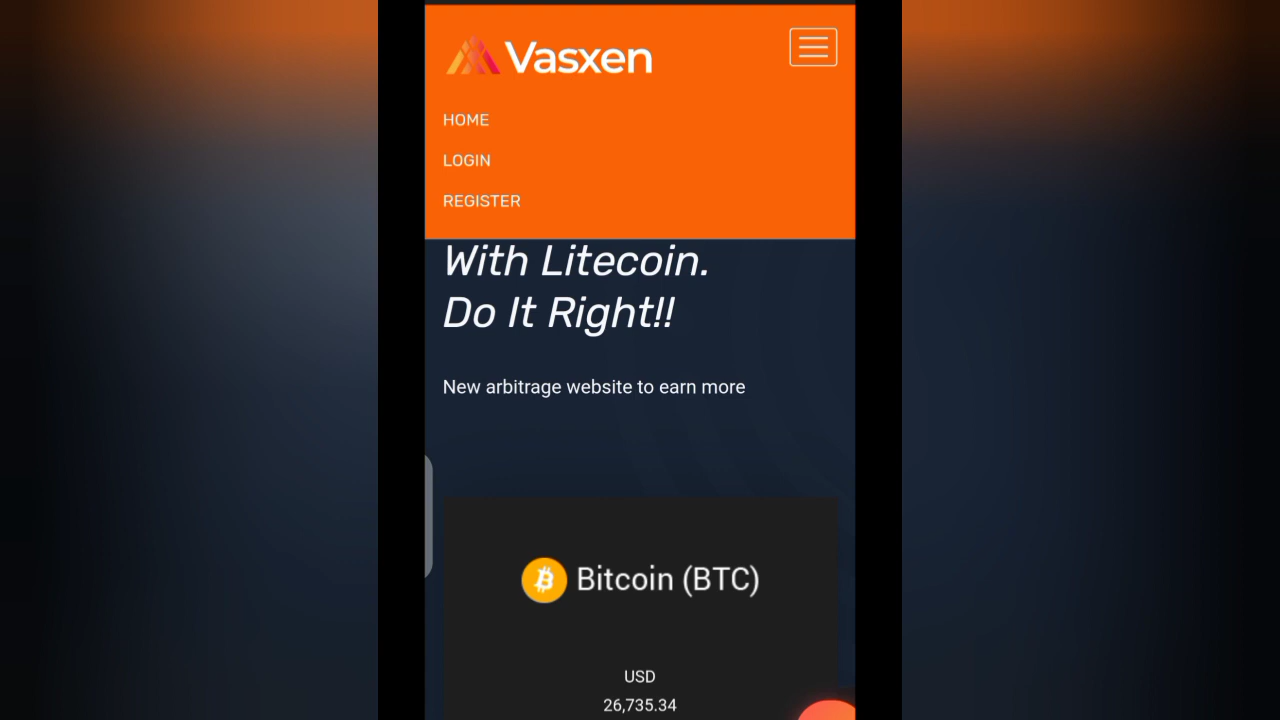 Vasxen
HOME
LOGIN
REGISTER
With Litecoin.
Do It Right!!
New arbitrage website to earn more
Bitcoin (BTC)
USD
26,735.34